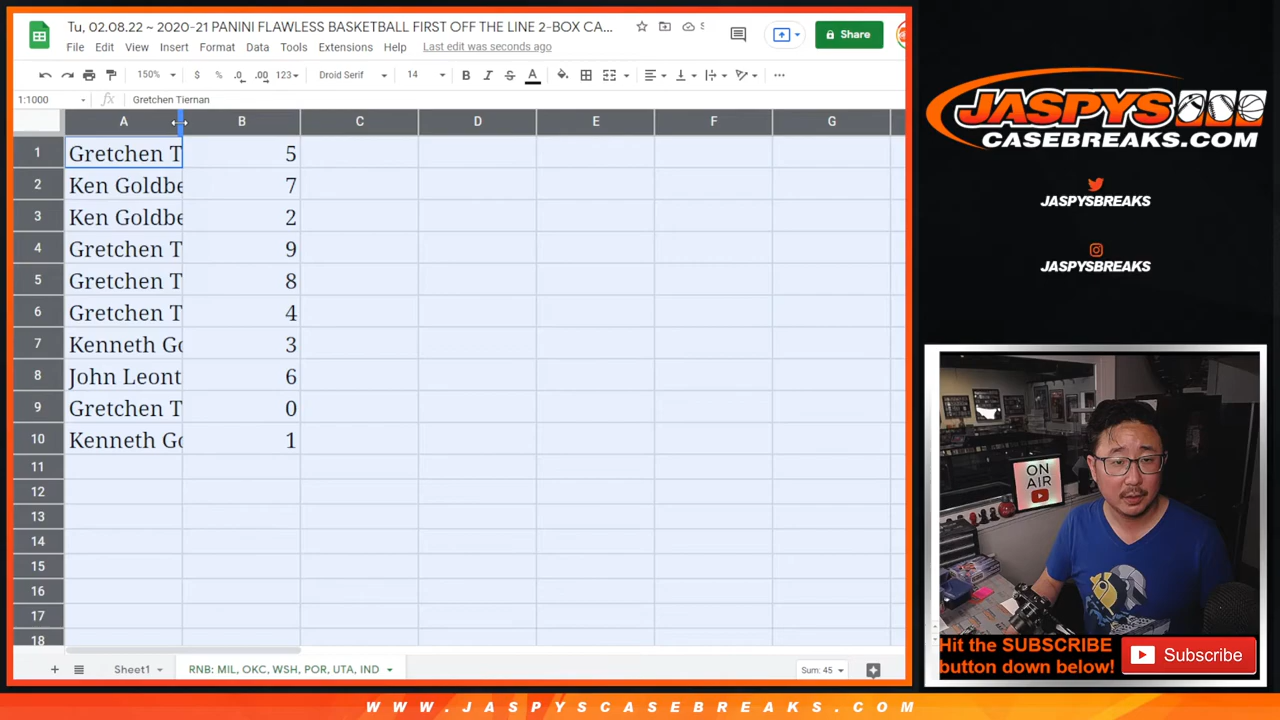 Tu, 02.08.22 ~ 2020-21 PANINI FLAWLESS BASKETBALL FIRST OFF THE LINE 2-BOX CA...
Share
File Edit View Insert Format Data Tools Extensions Help Last edit was seconds ago
150% $ % .0 .00 123 Droid Serif 14 B I S A
1:1000 fx Gretchen Tiernan
A B C D E F G
1 Gretchen T 5
2 Ken Goldbe 7
3 Ken Goldbe 2
4 Gretchen T 9
5 Gretchen T 8
6 Gretchen T 4
7 Kenneth Go 3
8 John Leont 6
9 Gretchen T 0
10 Kenneth Go 1
11
12
13
14
15
16
17
18
+ Sheet1 RNB: MIL, OKC, WSH, POR, UTA, IND Sum: 45
JASPYS
CASEBREAKS.COM
JASPYSBREAKS
JASPYSBREAKS
ON
AIR
Hit the SUBSCRIBE
button down below!
Subscribe
WWW.JASPYSCASEBREAKS.COM